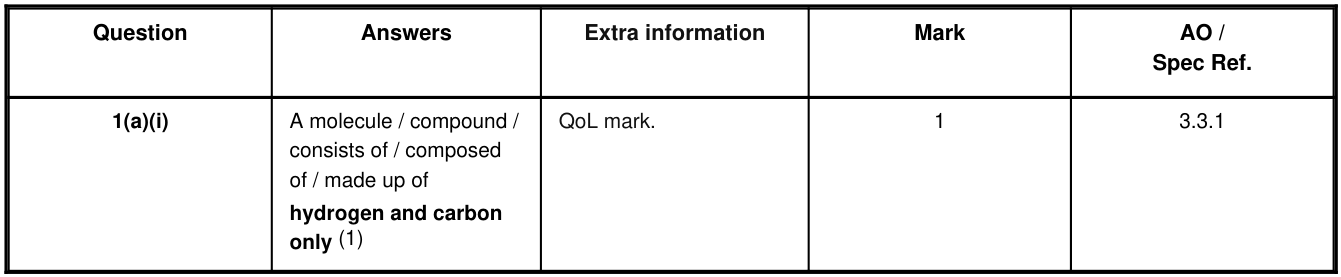 Question Answers Extra information Mark AO /
Spec Ref.
1(a)(i) A molecule / compound / QoL mark. 1 3.3.1
consists of / composed
of / made up of
hydrogen and carbon
only (1)